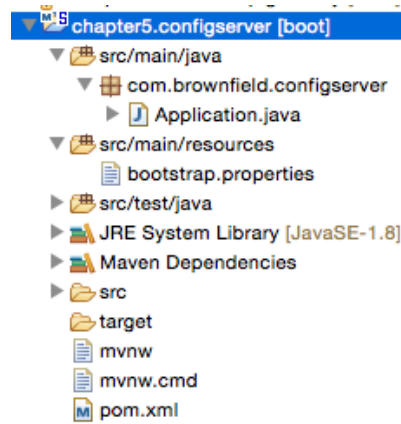 chapter5.configserver [boot]
src/main/java
com.brownfield.configserver
Application.java
src/main/resources
bootstrap.properties
src/test/java
JRE System Library [JavaSE-1.8]
Maven Dependencies
src
target
mvnw
mvnw.cmd
pom.xml